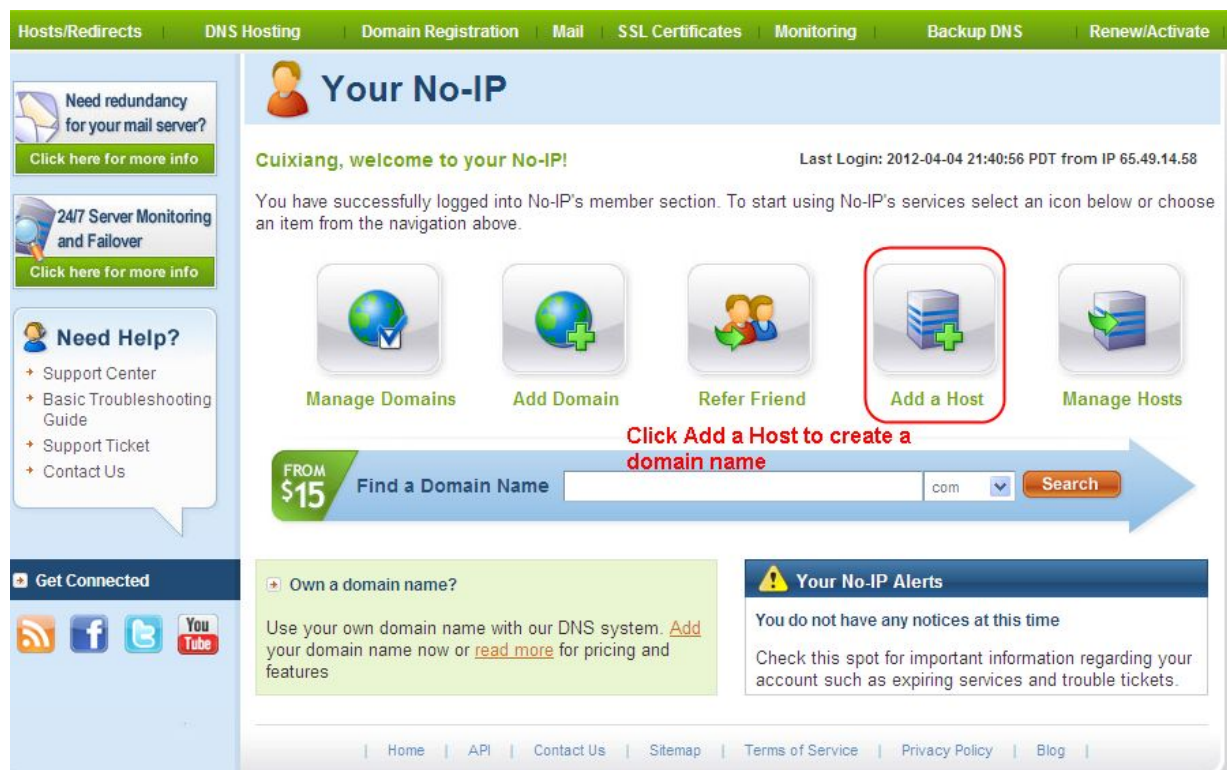 Hosts/Redirects | DNS Hosting | Domain Registration | Mail | SSL Certificates | Monitoring | Backup DNS | Renew/Activate
Need redundancy
for your mail server?
Click here for more info
24/7 Server Monitoring
and Failover
Click here for more info
Need Help?
Support Center
Basic Troubleshooting
Guide
Support Ticket
Contact Us
Get Connected
You
Tube
Your No-IP
Cuixiang, welcome to your No-IP!
Last Login: 2012-04-04 21:40:56 PDT from IP 65.49.14.58
You have successfully logged into No-IP's member section. To start using No-IP's services select an icon below or choose
an item from the navigation above.
Manage Domains
Add Domain
Refer Friend
Add a Host
Manage Hosts
Click Add a Host to create a
domain name
FROM
$15
Find a Domain Name
com
Search
Own a domain name?
Use your own domain name with our DNS system. Add
your domain name now or read more for pricing and
features
Your No-IP Alerts
You do not have any notices at this time
Check this spot for important information regarding your
account such as expiring services and trouble tickets.
| Home | API | Contact Us | Sitemap | Terms of Service | Privacy Policy | Blog |